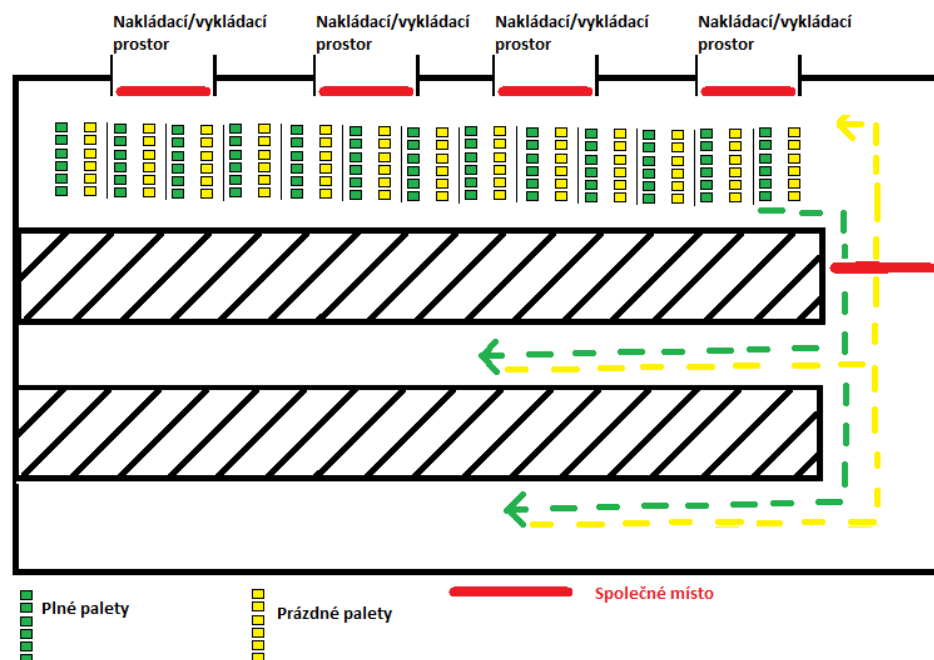 Nakládací/vykládací
prostor
Nakládací/vykládací
prostor
Nakládací/vykládací
prostor
Nakládací/vykládací
prostor
Plné palety
Prázdné palety
Společné místo